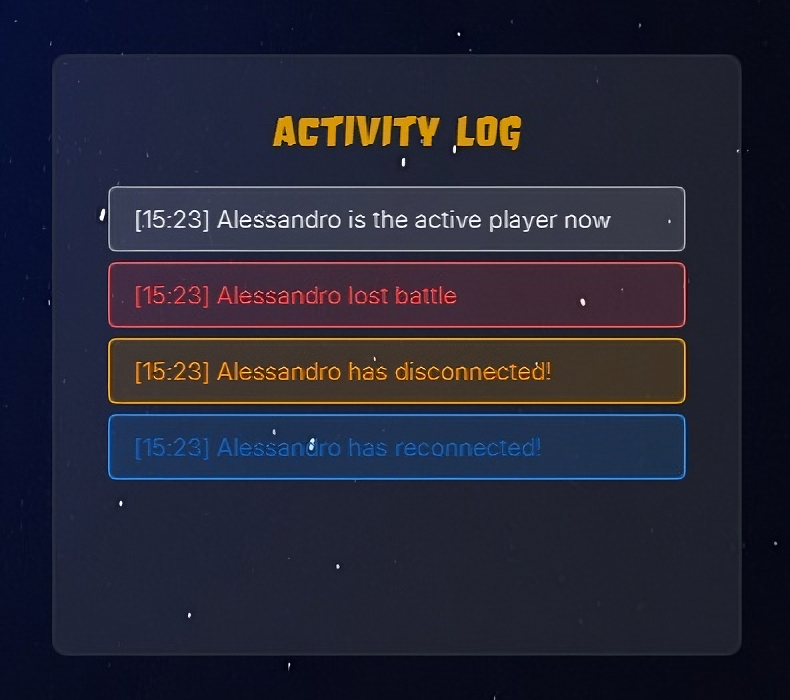 ACTIVITY LOG
[15:23] Alessandro is the active player now
[15:23] Alessandro lost battle
[15:23] Alessandro has disconnected!
[15:23] Alessandro has reconnected!